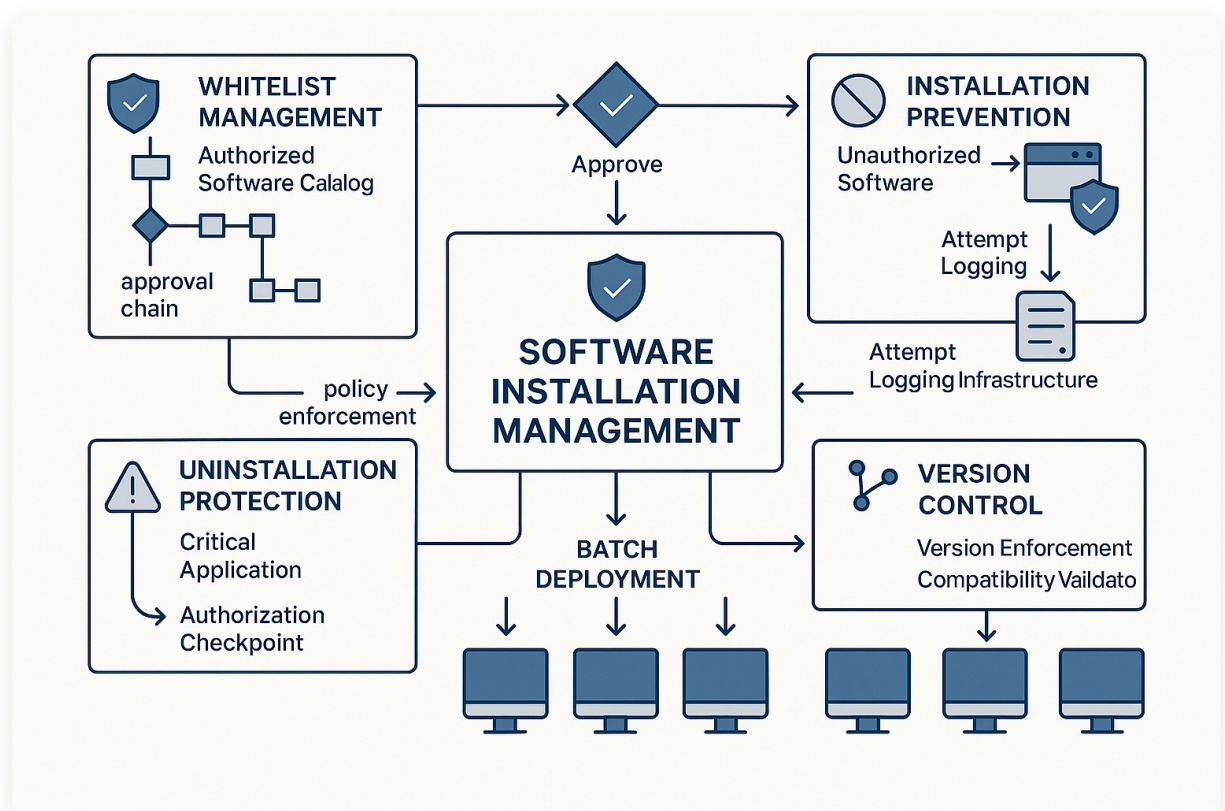 WHITELIST
MANAGEMENT
Authorized
Software Calalog
approval
chain
Approve
INSTALLATION
PREVENTION
Unauthorized
Software
Attempt
Logging
Attempt
Logging Infrastructure
policy
enforcement
SOFTWARE
INSTALLATION
MANAGEMENT
UNINSTALLATION
PROTECTION
Critical
Application
Authorization
Checkpoint
BATCH
DEPLOYMENT
VERSION
CONTROL
Version Enforcement
Compatibility Vaildato